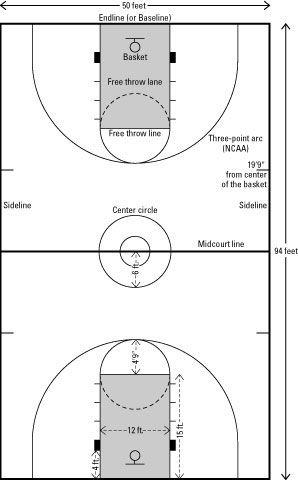 50 feet
Endline (or Baseline)
Basket
Free throw lane
Free throw line
Three-point arc
(NCAA)
19'9"
from center
of the basket
Sideline
Sideline
Center circle
Midcourt line
94 feet
6 ft.
4'9"
12 ft.
15 ft.
4 ft.